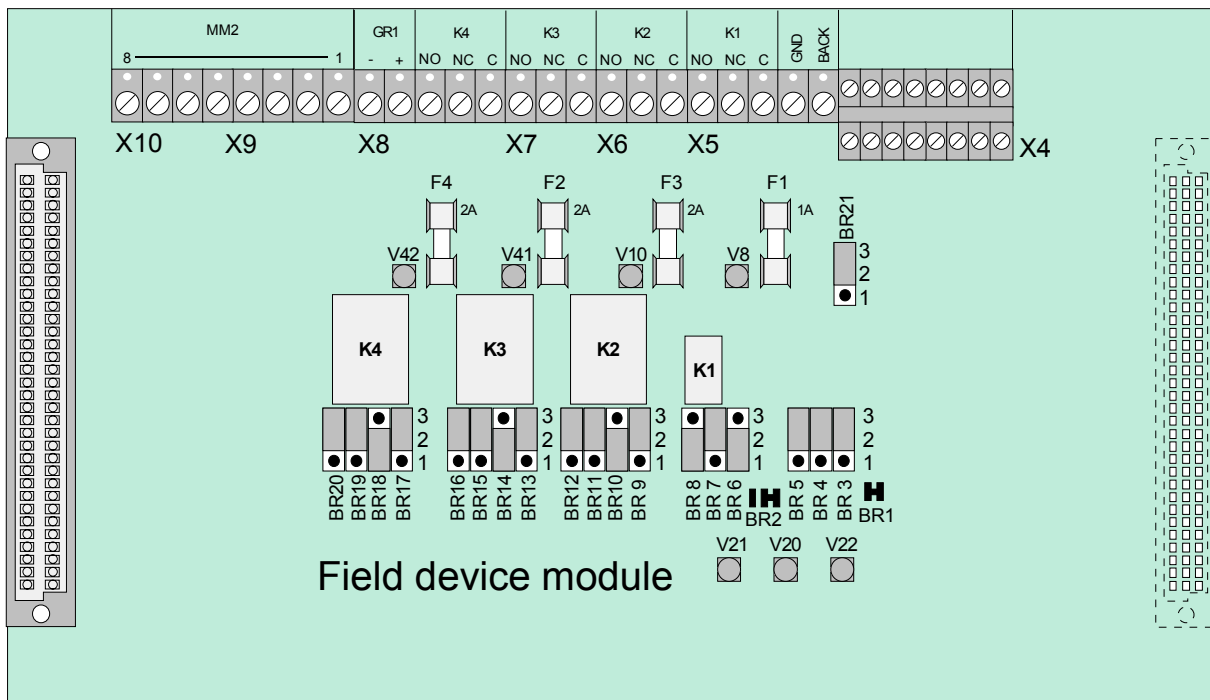 MM2 GR1 K4 K3 K2 K1
8 1 - + NO NC C NO NC C NO NC C NO NC C GND BACK
X10 X9 X8 X7 X6 X5 X4
F4 F2 F3 F1
2A 2A 2A 1A
BR21
V42 V41 V10 V8
3
2
1
K4 K3 K2 K1
3 3 3 3 3
2 2 2 2 2
1 1 1 1 1
BR20 BR19 BR18 BR17 BR16 BR15 BR14 BR13 BR12 BR11 BR10 BR 9 BR 8 BR 7 BR 6 BR2 BR 5 BR 4 BR 3 BR1
V21 V20 V22
Field device module